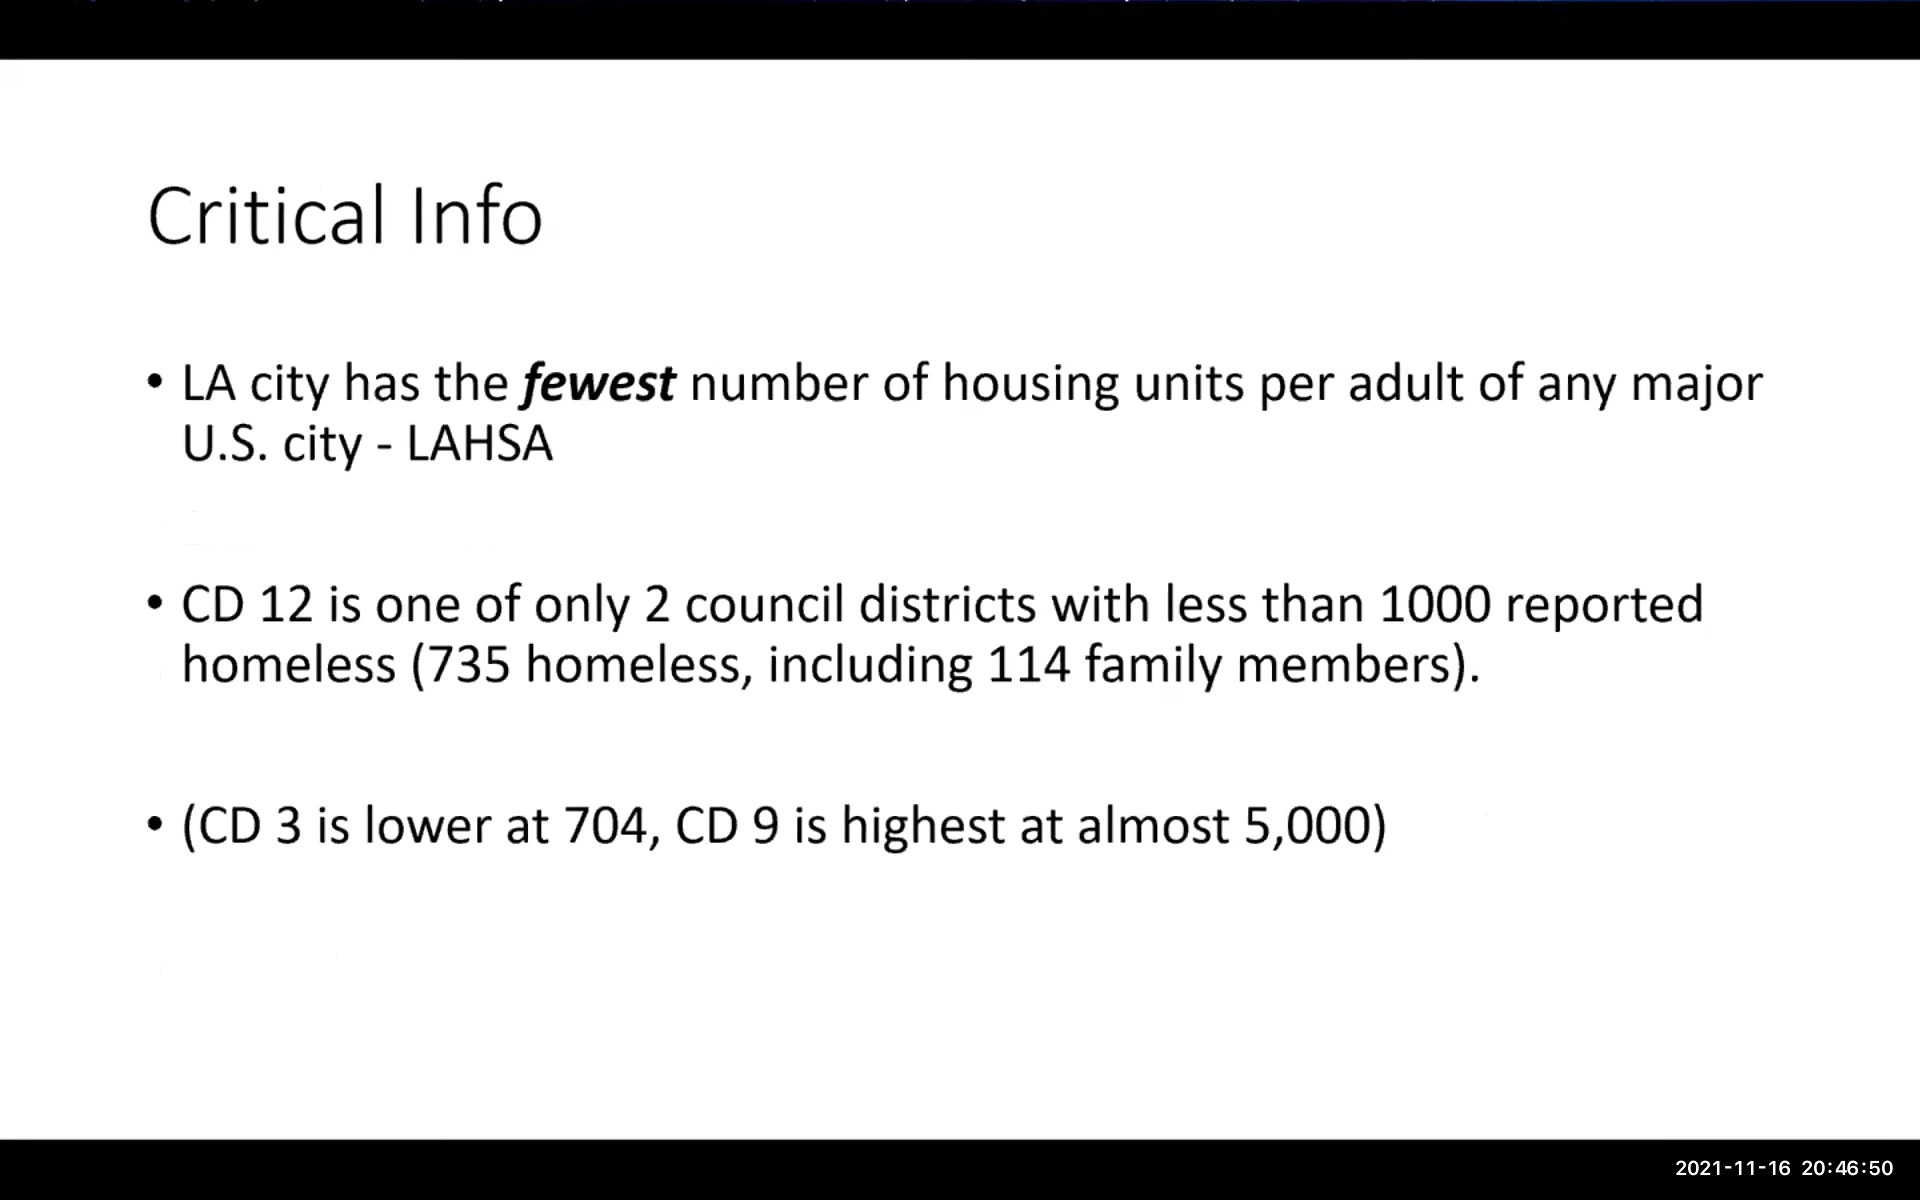 Critical Info
• LA city has the fewest number of housing units per adult of any major
U.S. city - LAHSA
• CD 12 is one of only 2 council districts with less than 1000 reported
homeless (735 homeless, including 114 family members).
• (CD 3 is lower at 704, CD 9 is highest at almost 5,000)
2021-11-16 20:46:50